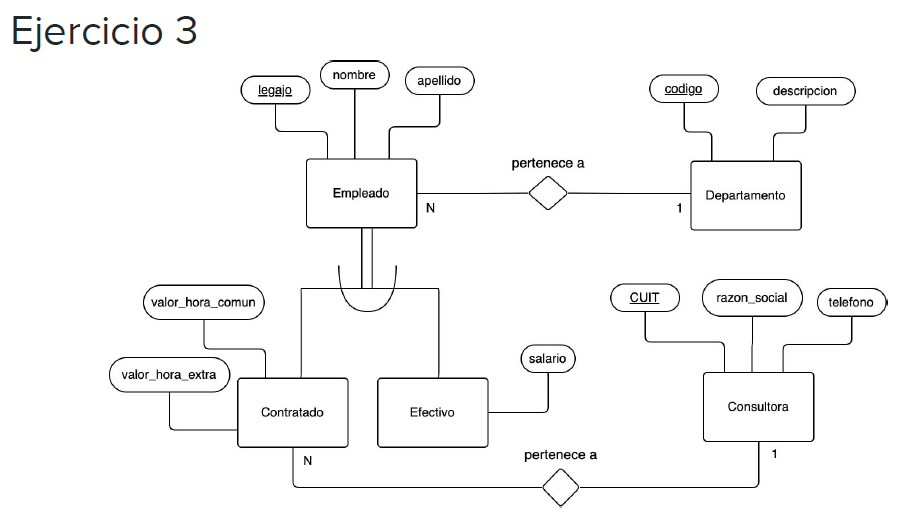 Ejercicio 3
legajo
nombre
apellido
codigo
descripcion
Empleado
pertenece a
N
1
Departamento
valor_hora_comun
valor_hora_extra
CUIT
razon_social
telefono
salario
Contratado
Efectivo
Consultora
N
pertenece a
1